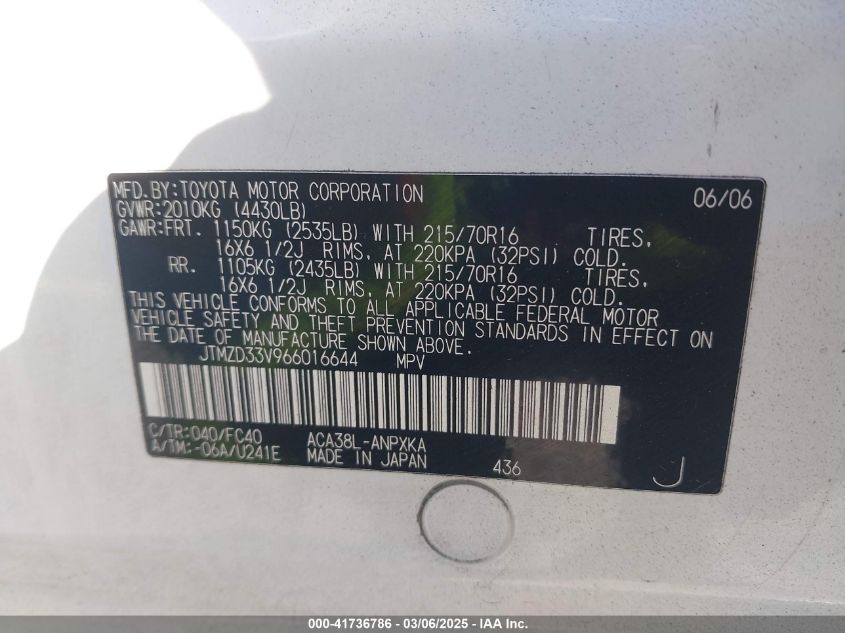 MFD. BY: TOYOTA MOTOR CORPORATION 06/06
GVWR: 2010KG (4430LB)
GAWR: FRT. 1150KG (2535LB) WITH 215/70R16 TIRES,
16X6 1/2J RIMS, AT 220KPA (32PSI) COLD.
RR. 1105KG (2435LB) WITH 215/70R16 TIRES,
16X6 1/2J RIMS, AT 220KPA (32PSI) COLD.
THIS VEHICLE CONFORMS TO ALL APPLICABLE FEDERAL MOTOR
VEHICLE SAFETY AND THEFT PREVENTION STANDARDS IN EFFECT ON
THE DATE OF MANUFACTURE SHOWN ABOVE.
JTMZD33V966016644 MPV
C/TR: 040/FC40 ACA38L-ANPXKA
A/TM: -06A/U241E MADE IN JAPAN 436 J
000-41736786 - 03/06/2025 - IAA Inc.